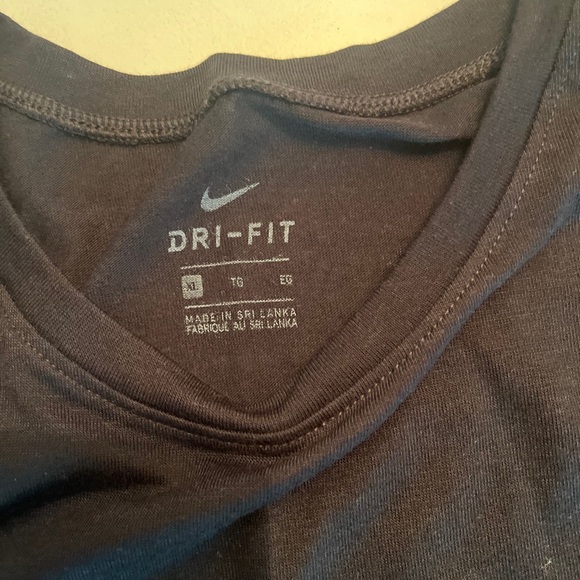 DRI-FIT
XL TG EG
MADE IN SRI LANKA
FABRIQUE AU SRI LANKA